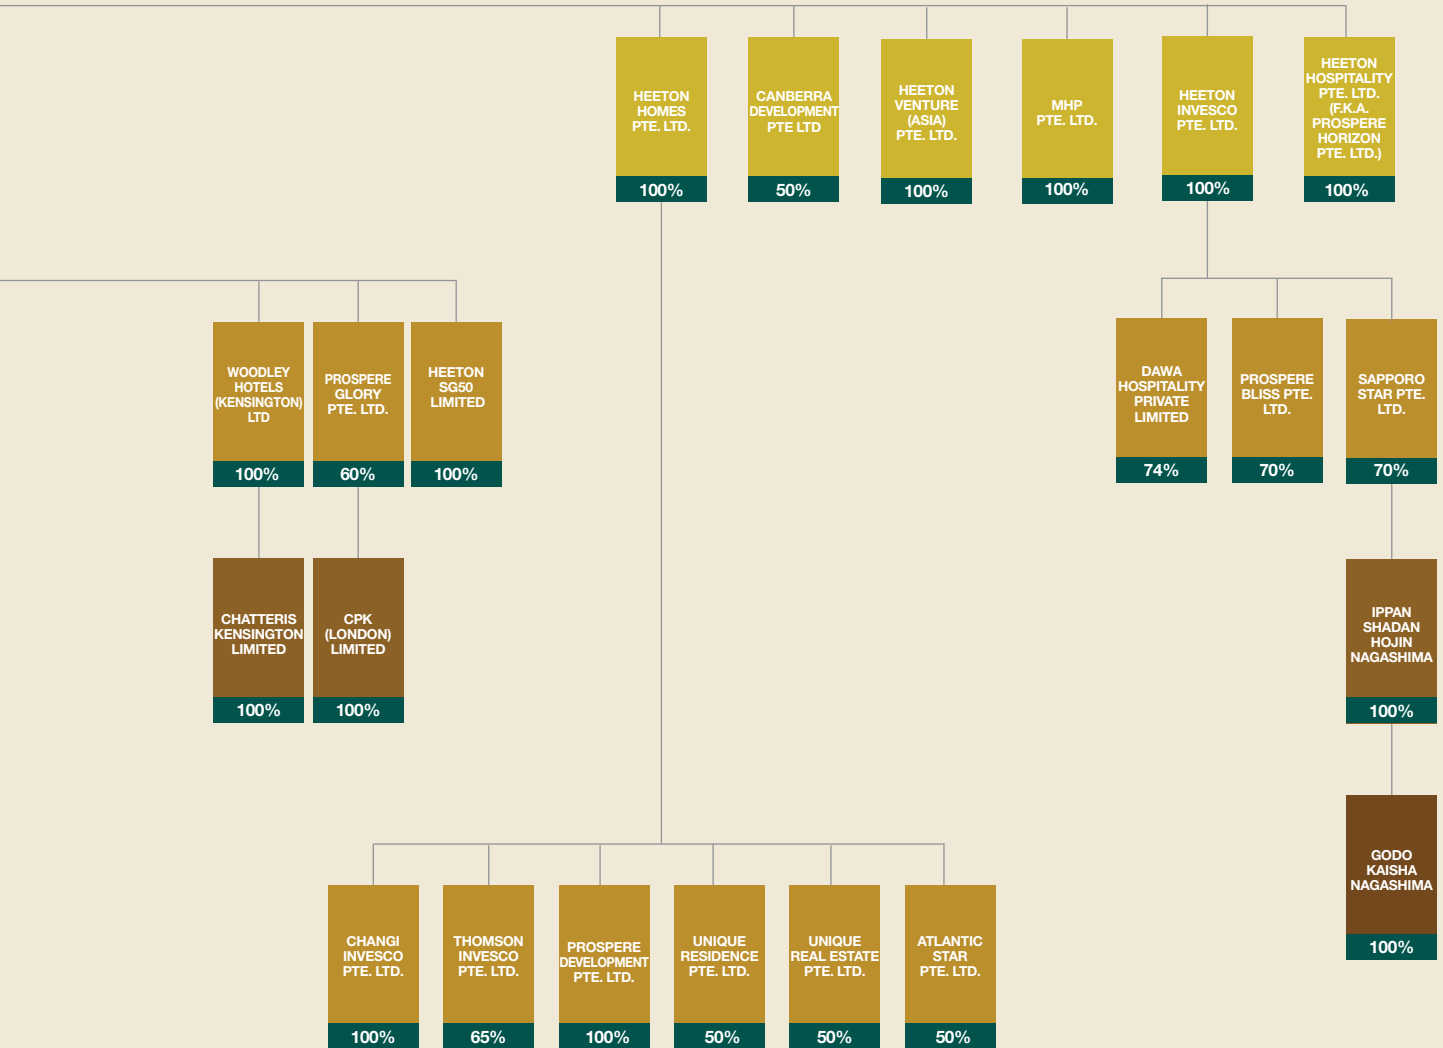 HEETON
HOMES
PTE. LTD.
100%
CANBERRA
DEVELOPMENT
PTE LTD
50%
HEETON
VENTURE
(ASIA)
PTE. LTD.
100%
MHP
PTE. LTD.
100%
HEETON
INVESCO
PTE. LTD.
100%
HEETON
HOSPITALITY
PTE. LTD.
(F.K.A.
PROSPERE
HORIZON
PTE. LTD.)
100%
WOODLEY
HOTELS
(KENSINGTON)
LTD
100%
PROSPERE
GLORY
PTE. LTD.
60%
HEETON
SG50
LIMITED
100%
DAWA
HOSPITALITY
PRIVATE
LIMITED
74%
PROSPERE
BLISS PTE.
LTD.
70%
SAPPORO
STAR PTE.
LTD.
70%
CHATTERIS
KENSINGTON
LIMITED
100%
CPK
(LONDON)
LIMITED
100%
IPPAN
SHADAN
HOJIN
NAGASHIMA
100%
GODO
KAISHA
NAGASHIMA
100%
CHANGI
INVESCO
PTE. LTD.
100%
THOMSON
INVESCO
PTE. LTD.
65%
PROSPERE
DEVELOPMENT
PTE. LTD.
100%
UNIQUE
RESIDENCE
PTE. LTD.
50%
UNIQUE
REAL ESTATE
PTE. LTD.
50%
ATLANTIC
STAR
PTE. LTD.
50%